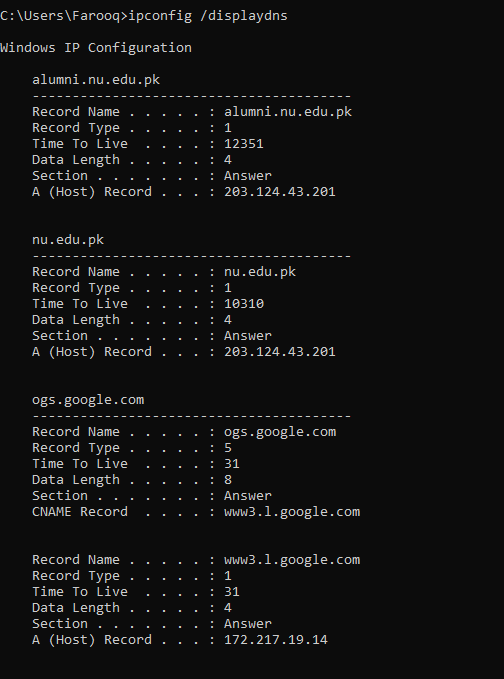 C:\Users\Farooq>ipconfig /displaydns
Windows IP Configuration
alumni.nu.edu.pk
----------------------------------------
Record Name . . . . . : alumni.nu.edu.pk
Record Type . . . . . : 1
Time To Live  . . . . : 12351
Data Length . . . . . : 4
Section . . . . . . . : Answer
A (Host) Record . . . : 203.124.43.201
nu.edu.pk
----------------------------------------
Record Name . . . . . : nu.edu.pk
Record Type . . . . . : 1
Time To Live  . . . . : 10310
Data Length . . . . . : 4
Section . . . . . . . : Answer
A (Host) Record . . . : 203.124.43.201
ogs.google.com
----------------------------------------
Record Name . . . . . : ogs.google.com
Record Type . . . . . : 5
Time To Live  . . . . : 31
Data Length . . . . . : 8
Section . . . . . . . : Answer
CNAME Record  . . . . : www3.l.google.com
Record Name . . . . . : www3.l.google.com
Record Type . . . . . : 1
Time To Live  . . . . : 31
Data Length . . . . . : 4
Section . . . . . . . : Answer
A (Host) Record . . . : 172.217.19.14